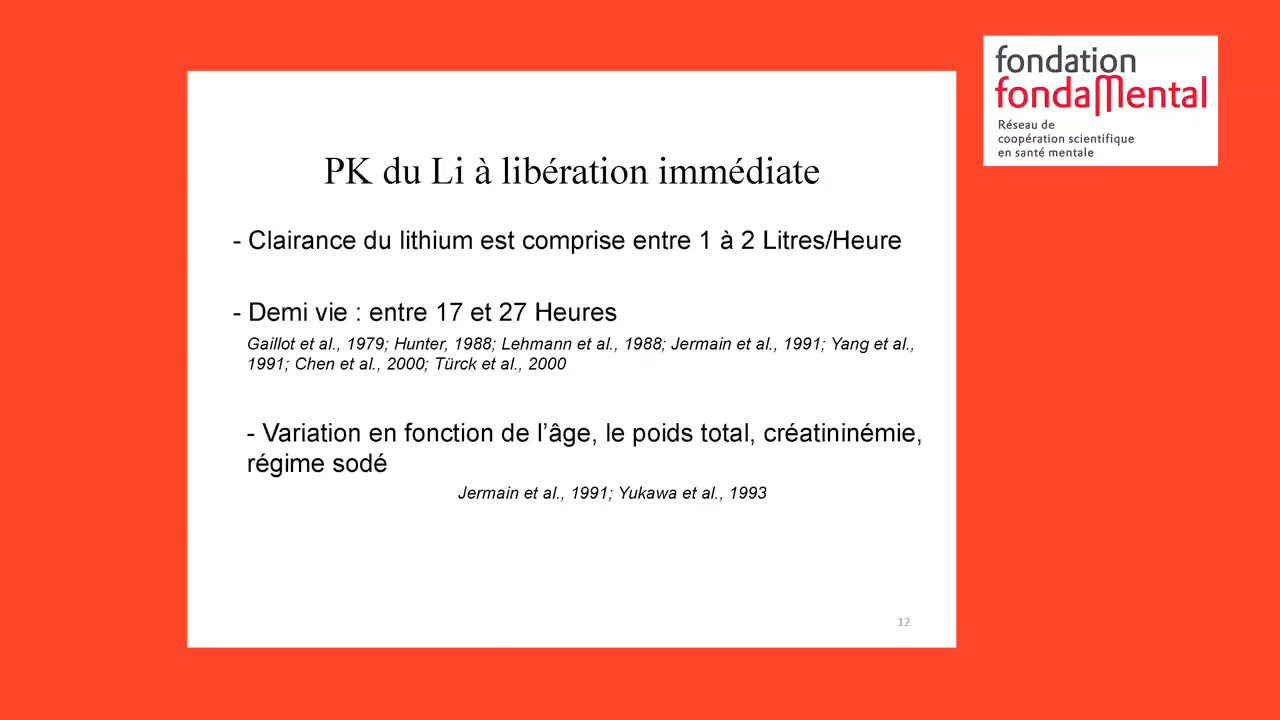 fondation
fondaMental
Réseau de
coopération scientifique
en santé mentale
PK du Li à libération immédiate
- Clairance du lithium est comprise entre 1 à 2 Litres/Heure
- Demi vie : entre 17 et 27 Heures
Gaillot et al., 1979; Hunter, 1988; Lehmann et al., 1988; Jermain et al., 1991; Yang et al.,
1991; Chen et al., 2000; Türck et al., 2000
- Variation en fonction de l’âge, le poids total, créatininémie,
régime sodé
Jermain et al., 1991; Yukawa et al., 1993
12